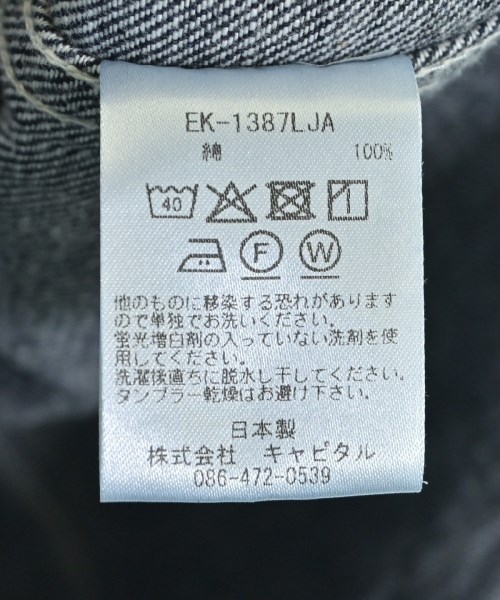 EK-1387LJA
綿 100%
40
F W
他のものに移染する恐れがあります
ので単独でお洗いください。
蛍光増白剤の入っていない洗剤を使
用してください。
洗濯後直ちに脱水し干してください。
タンブラー乾燥はお避け下さい。
日本製
株式会社 キャピタル
086-472-0539